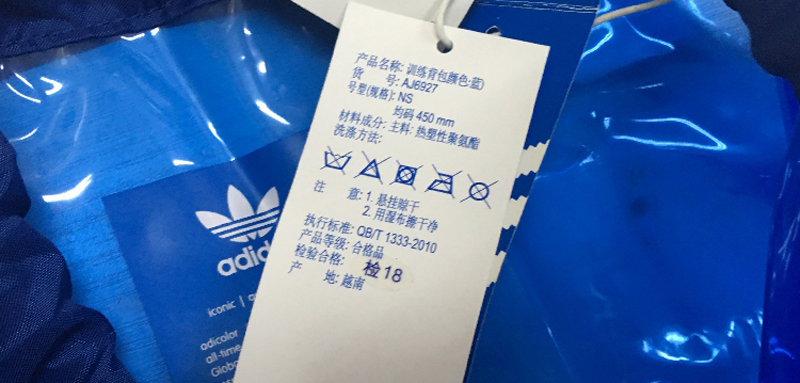 产品名称: 训练背包颜色:蓝)
货 号: AJ6927
号型(规格): NS
均码 450 mm
材料成分: 主料: 热塑性聚氨酯
洗涤方法:
注 意: 1. 悬挂晾干
2. 用湿布擦干净
执行标准: QB/T 1333-2010
产品等级: 合格品
检验合格: 检18
产 地: 越南
iconic |
adicolor
all-time